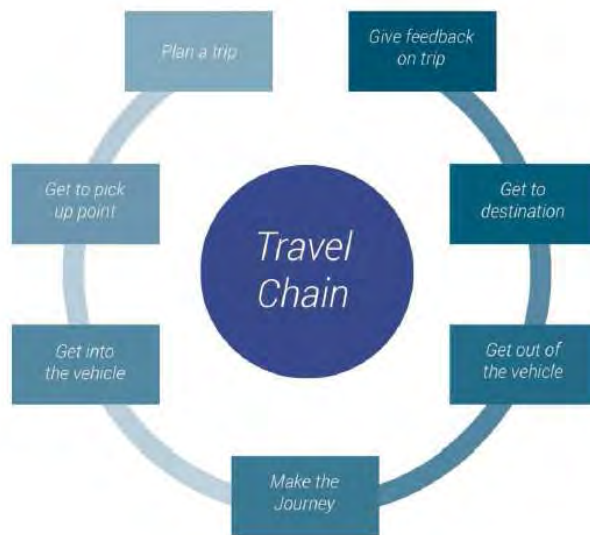 Plan a trip
Give feedback
on trip
Get to pick
up point
Get to
destination
Travel
Chain
Get into
the vehicle
Get out of
the vehicle
Make the
Journey